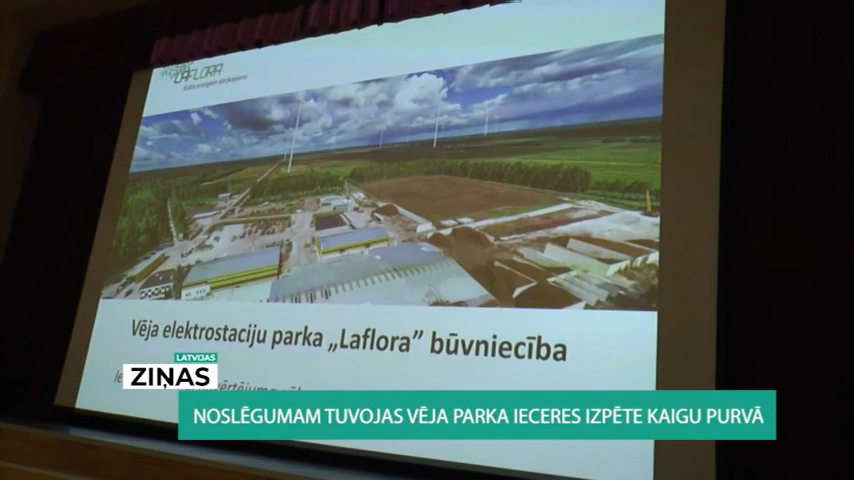 LAFLORA
Vēja elektrostaciju parka „Laflora” būvniecība
LATVIJAS
ZIŅAS
NOSLĒGUMAM TUVOJAS VĒJA PARKA IECERES IZPĒTE KAIGU PURVĀ